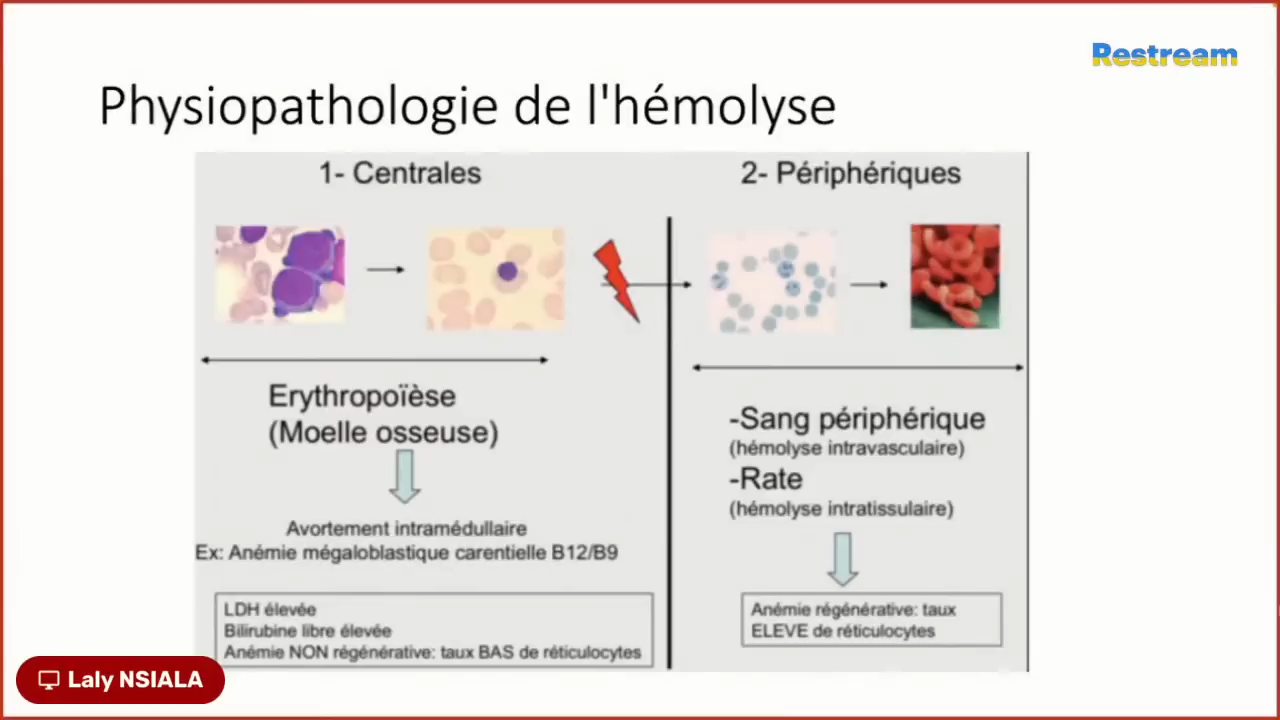 Restream
Physiopathologie de l'hémolyse
1- Centrales
2- Périphériques
Erythropoïèse
(Moelle osseuse)
Avortement intramédullaire
Ex: Anémie mégaloblastique carentielle B12/B9
LDH élevée
Bilirubine libre élevée
Anémie NON régénérative: taux BAS de réticulocytes
-Sang périphérique
(hémolyse intravasculaire)
-Rate
(hémolyse intratissulaire)
Anémie régénérative: taux
ELEVE de réticulocytes
Laly NSIALA